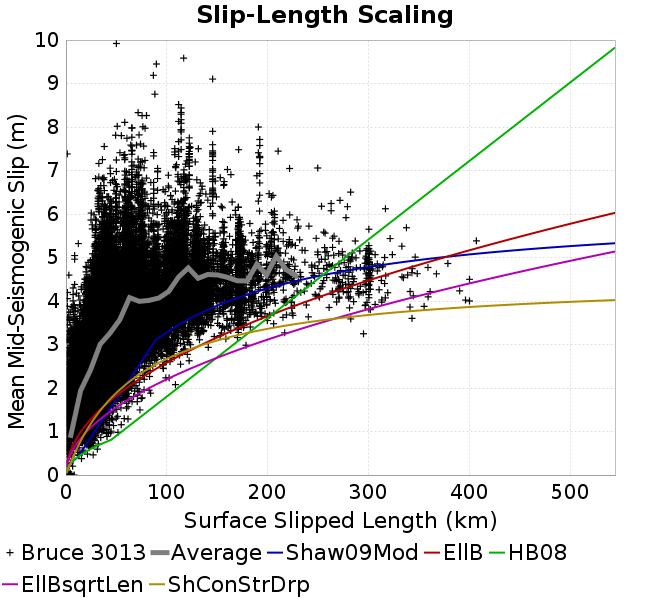 Slip-Length Scaling
Mean Mid-Seismogenic Slip (m)
10
9
8
7
6
5
4
3
2
1
0
0 100 200 300 400 500
Surface Slipped Length (km)
Bruce 3013 Average Shaw09Mod EllB HB08
EllBsqrtLen ShConStrDrp